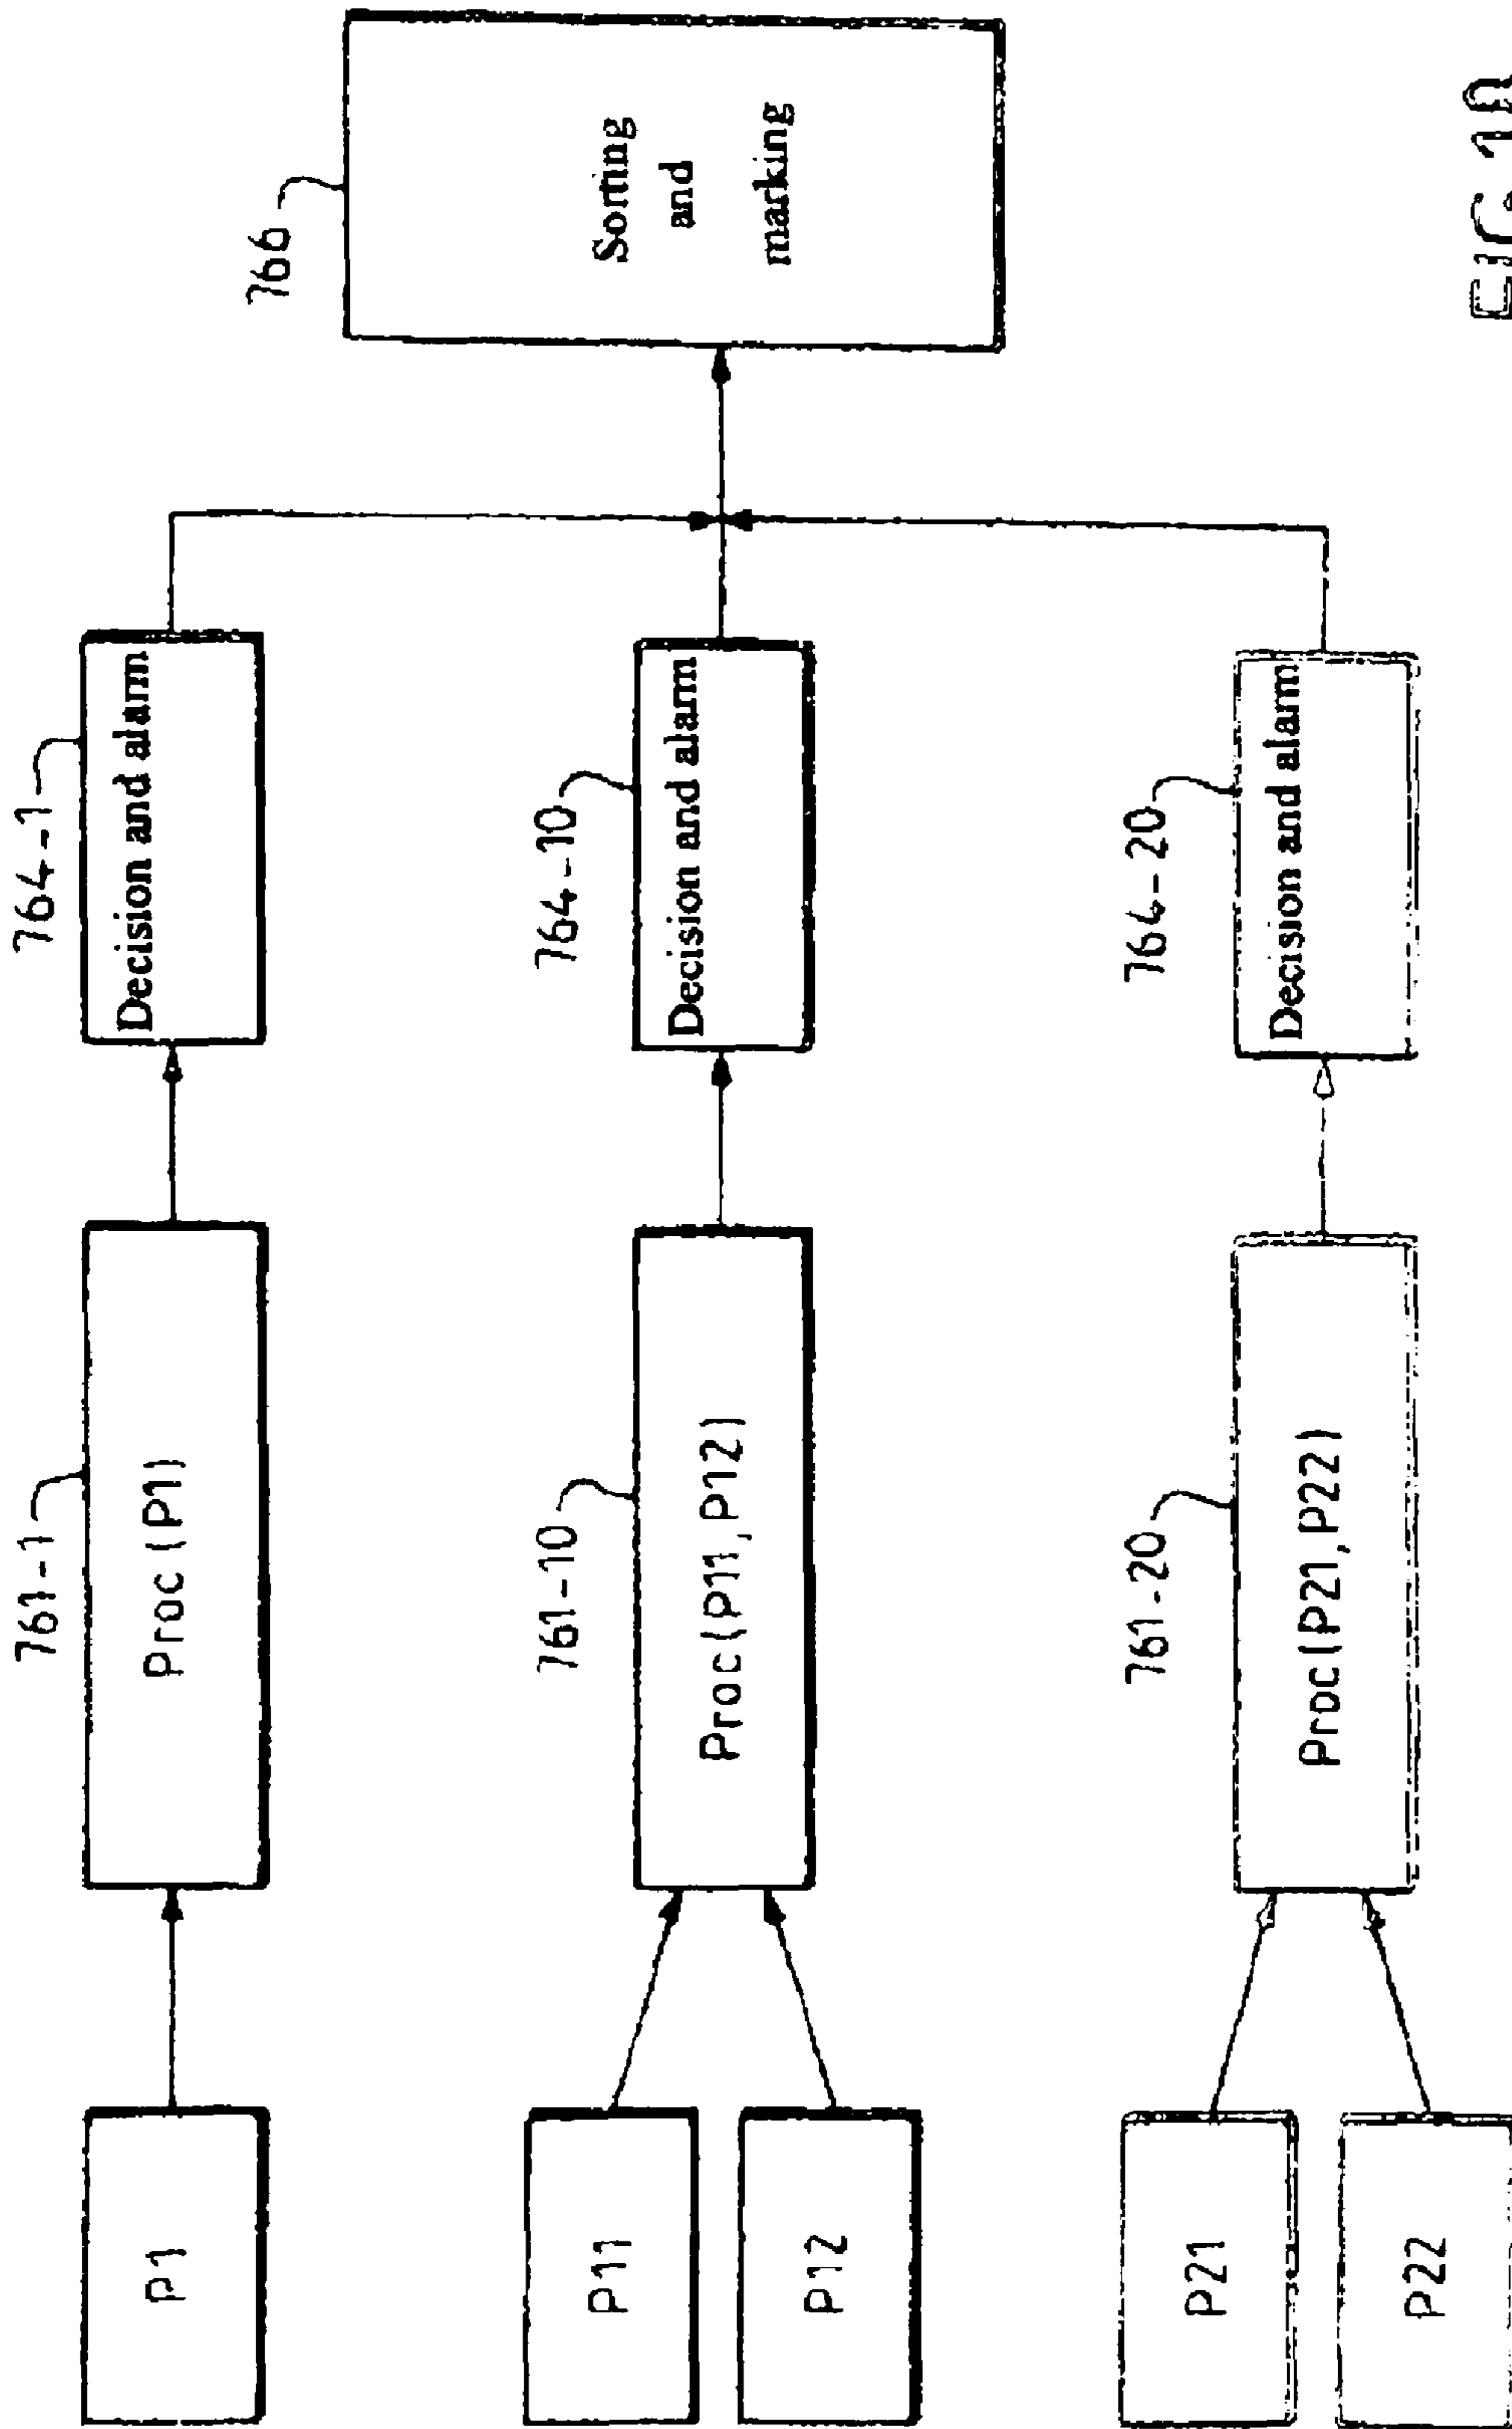 761-1
764-1
P1
Proc (P1)
Decision and alarm
766
Sorting
and
marking
761-10
764-10
P11
P12
Proc(P11,P12)
Decision and alarm
761-20
764-20
P21
P22
Proc(P21,P22)
Decision and alarm